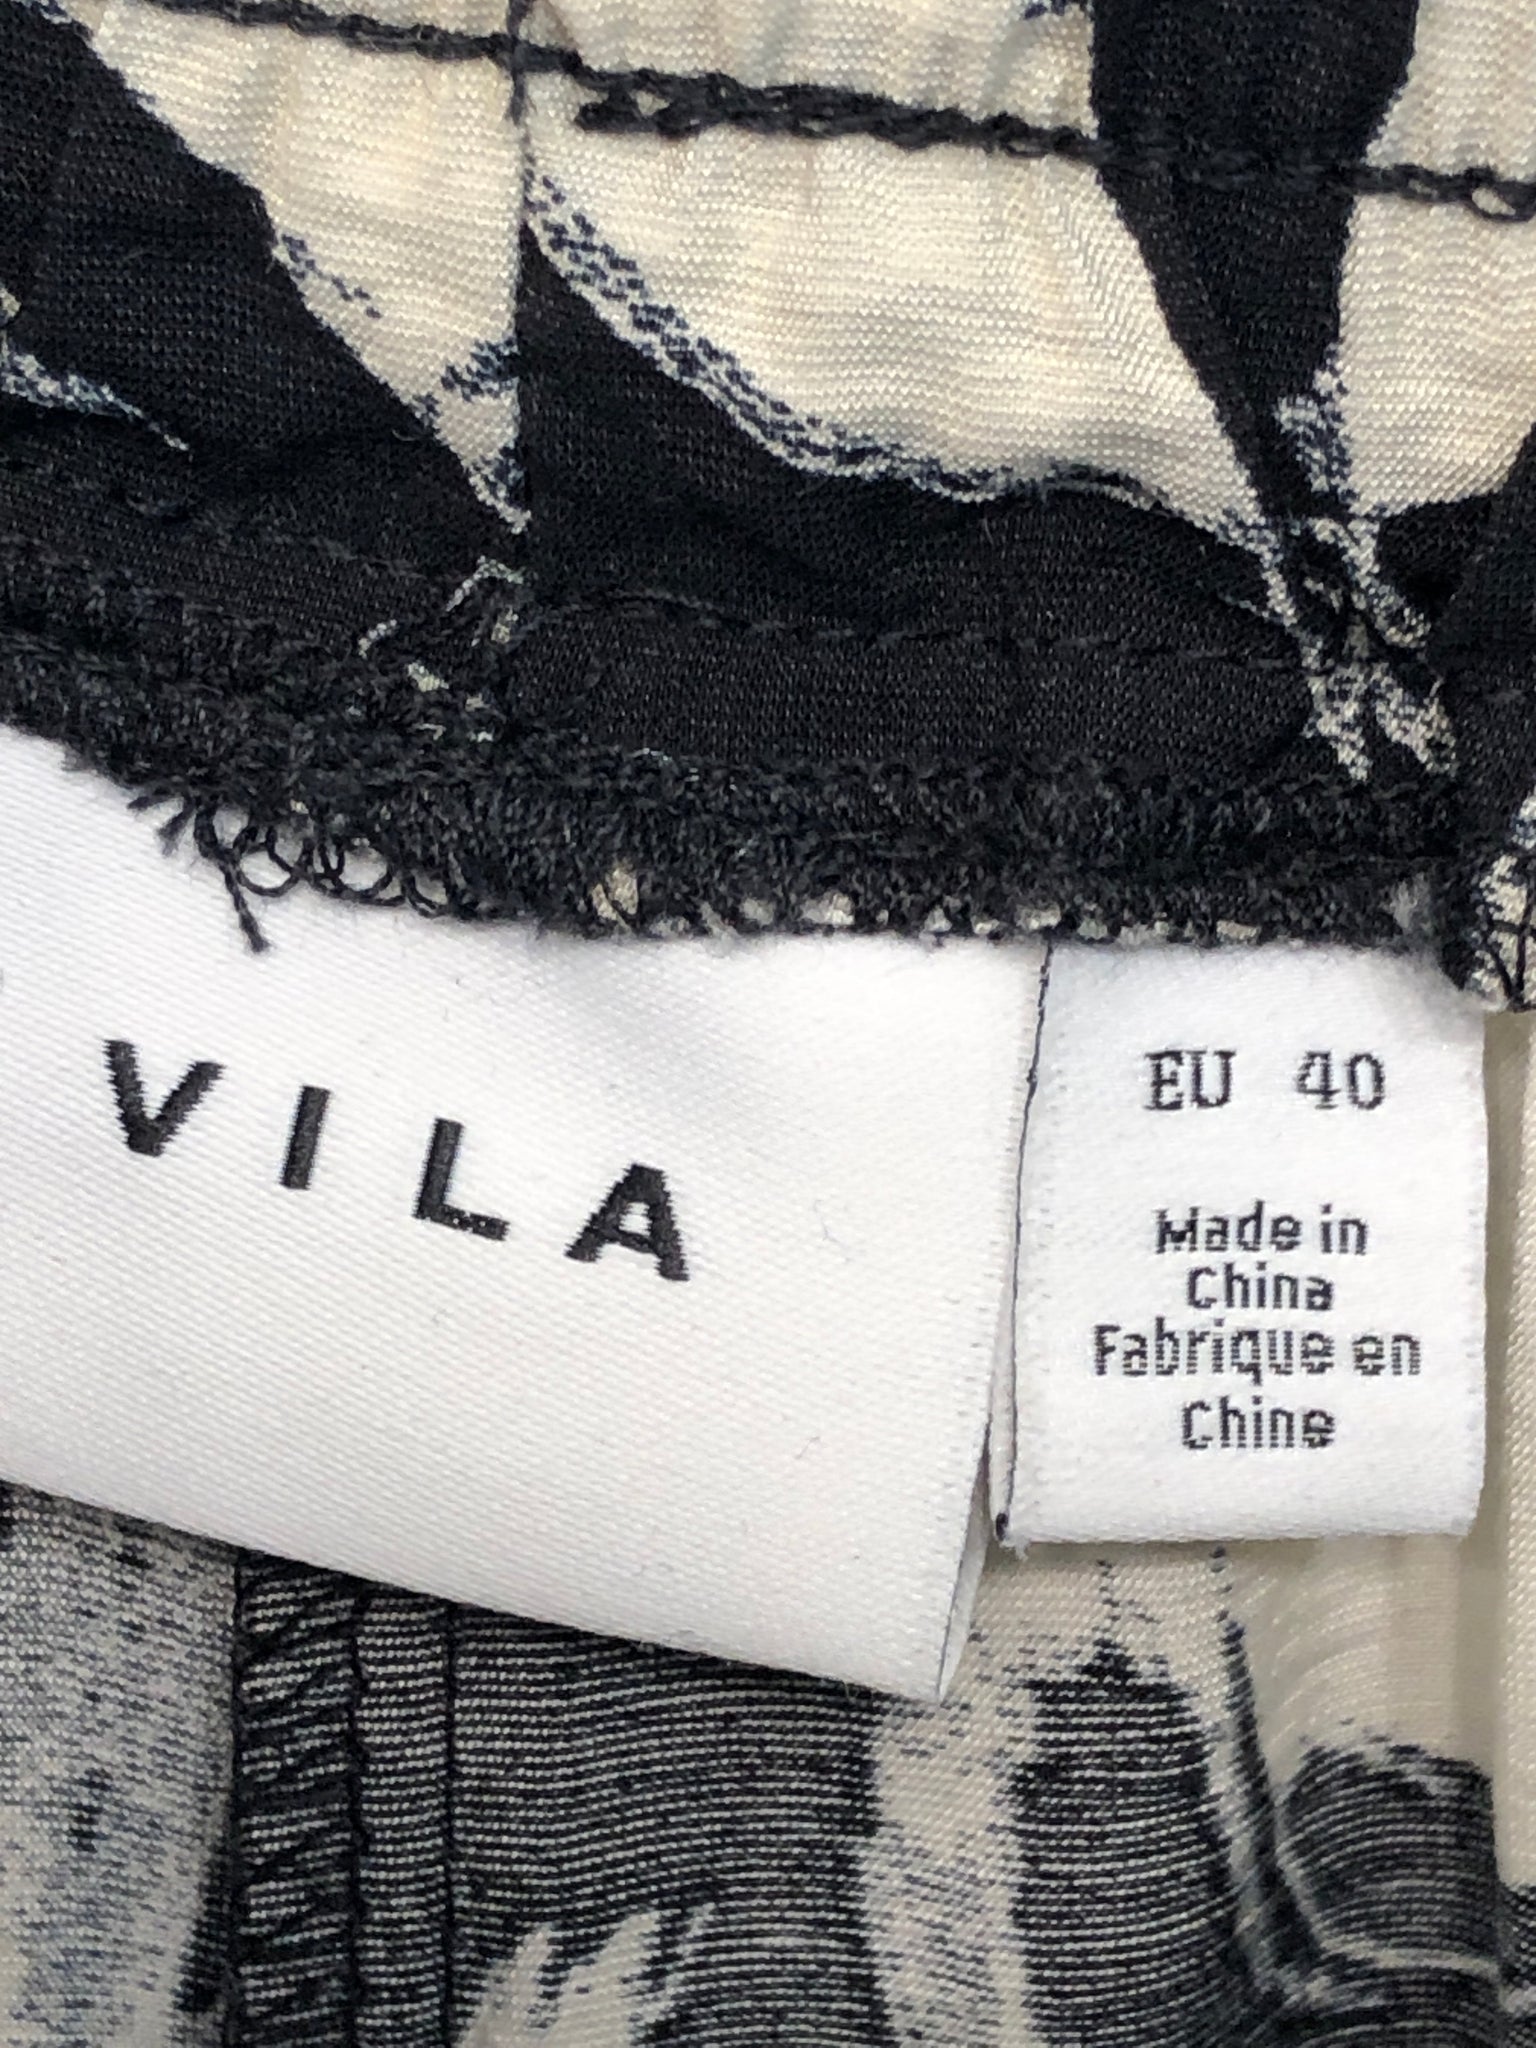 VILA
EU 40
Made in
China
Fabrique en
Chine